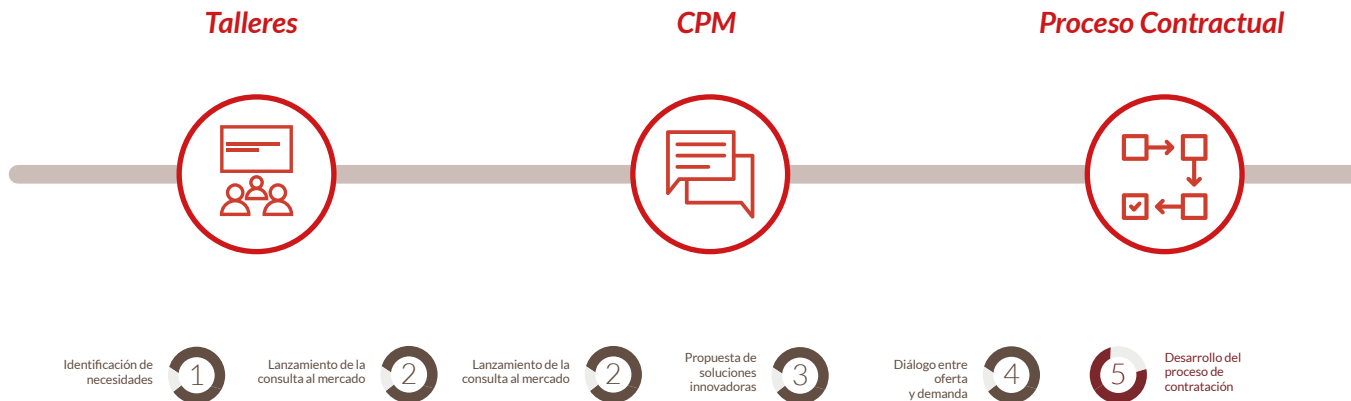 Talleres
CPM
Proceso Contractual
Identificación de
necesidades
1
Lanzamiento de la
consulta al mercado
2
Lanzamiento de la
consulta al mercado
2
Propuesta de
soluciones
innovadoras
3
Diálogo entre
oferta
y demanda
4
5
Desarrollo del
proceso de
contratación